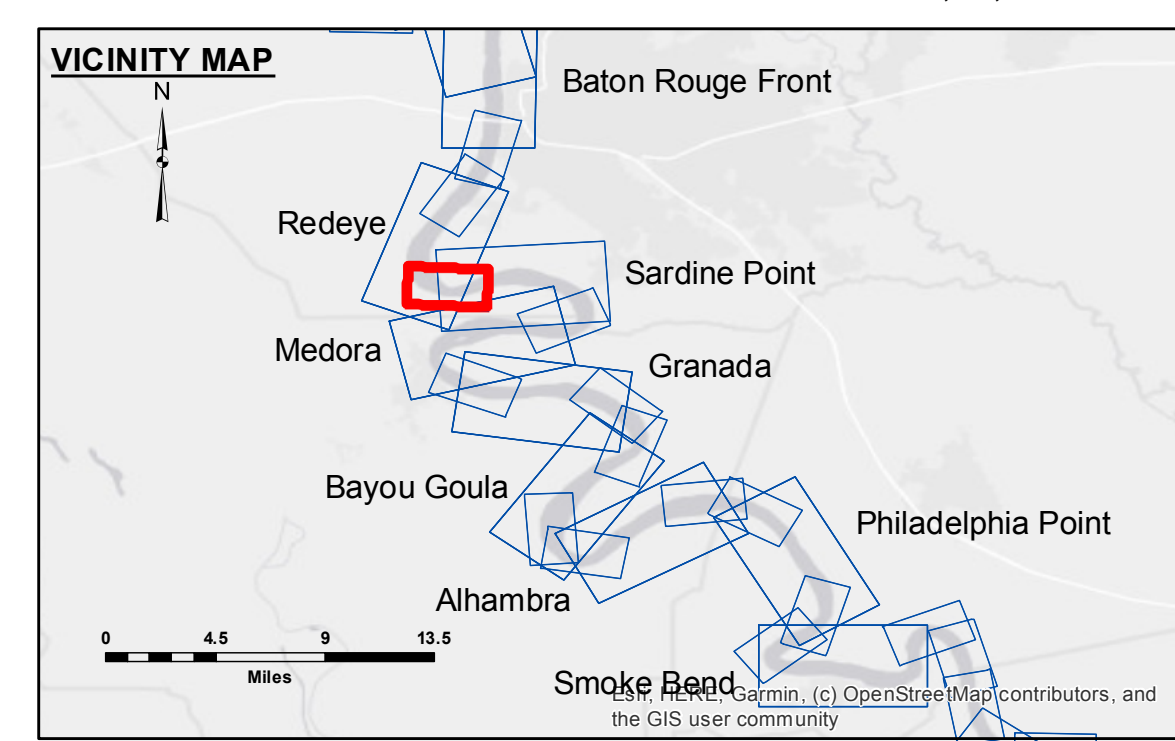 VICINITY MAP
N
Baton Rouge Front
Redeye
Sardine Point
Medora
Granada
Bayou Goula
Philadelphia Point
Alhambra
0 4.5 9 13.5
Miles
Smoke Bend
Esri, HERE, Garmin, (c) OpenStreetMap contributors, and
the GIS user community